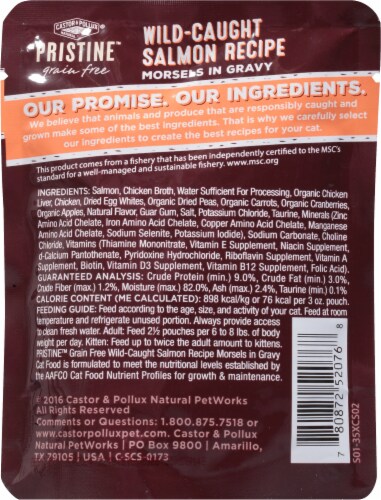 CASTOR & POLLUX
PRISTINE™
grain free
WILD-CAUGHT
SALMON RECIPE
MORSELS IN GRAVY
OUR PROMISE. OUR INGREDIENTS.
We believe that animals and produce that are responsibly caught and
grown make some of the best ingredients. That is why we carefully select
our ingredients to create the best recipes for your cat.
This product comes from a fishery that has been independently certified to the MSC's
standard for a well-managed and sustainable fishery. www.msc.org
INGREDIENTS: Salmon, Chicken Broth, Water Sufficient For Processing, Organic Chicken
Liver, Chicken, Dried Egg Whites, Organic Dried Peas, Organic Carrots, Organic Cranberries,
Organic Apples, Natural Flavor, Guar Gum, Salt, Potassium Chloride, Taurine, Minerals (Zinc
Amino Acid Chelate, Iron Amino Acid Chelate, Copper Amino Acid Chelate, Manganese
Amino Acid Chelate, Sodium Selenite, Potassium Iodide), Sodium Carbonate, Choline
Chloride, Vitamins (Thiamine Mononitrate, Vitamin E Supplement, Niacin Supplement,
d-Calcium Pantothenate, Pyridoxine Hydrochloride, Riboflavin Supplement, Vitamin A
Supplement, Biotin, Vitamin D3 Supplement, Vitamin B12 Supplement, Folic Acid).
GUARANTEED ANALYSIS: Crude Protein (min.) 9.0%, Crude Fat (min.) 3.0%,
Crude Fiber (max.) 1.2%, Moisture (max.) 82.0%, Ash (max.) 2.4%, Taurine (min.) 0.1%
CALORIE CONTENT (ME CALCULATED): 898 kcal/kg or 76 kcal per 3 oz. pouch.
FEEDING GUIDE: Feed according to the age, size, and activity of your cat. Feed at room
temperature and refrigerate unused portion. Always provide access
to clean fresh water. Adult: Feed 2½ pouches per 6 to 8 lbs. of body
weight per day. Kitten: Feed up to twice the adult amount to kittens.
PRISTINE™ Grain Free Wild-Caught Salmon Recipe Morsels in Gravy
Cat Food is formulated to meet the nutritional levels established by
the AAFCO Cat Food Nutrient Profiles for growth & maintenance.
© 2016 Castor & Pollux Natural PetWorks
All Rights Reserved
Comments or Questions: 1.800.875.7518 or
www.castorpolluxpet.com. Castor & Pollux
Natural PetWorks | PO Box 9800 | Amarillo,
TX 79105 | USA | C-SCS-0173
7 80872 52076 8
S01-35XCS02